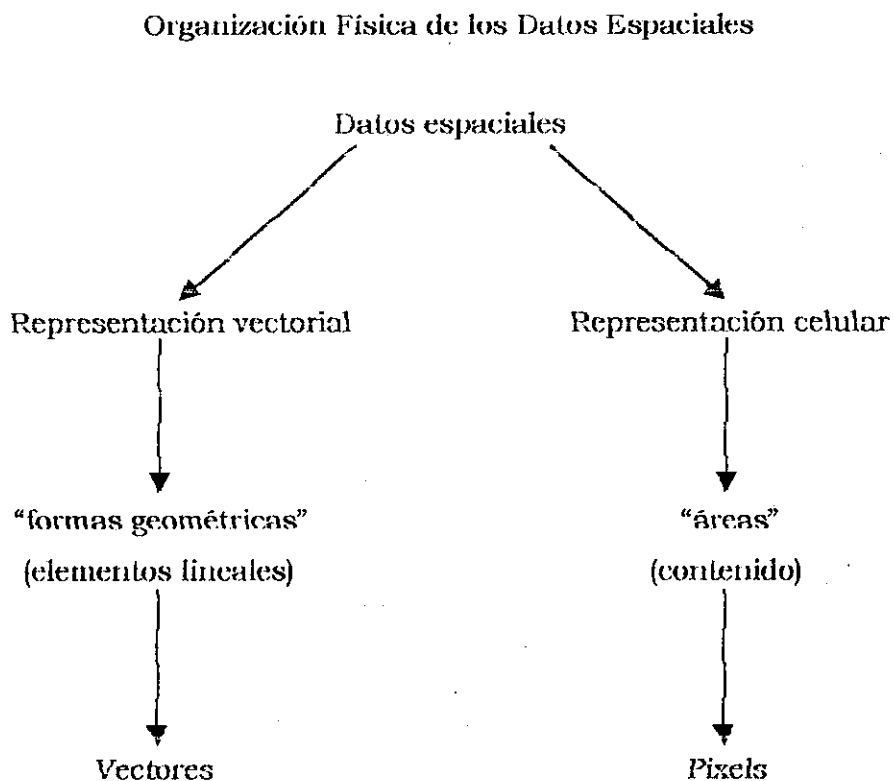 Organización Física de los Datos Espaciales
Datos espaciales
Representación vectorial
Representación celular
“formas geométricas”
(elementos lineales)
“áreas”
(contenido)
Vectores
Pixels